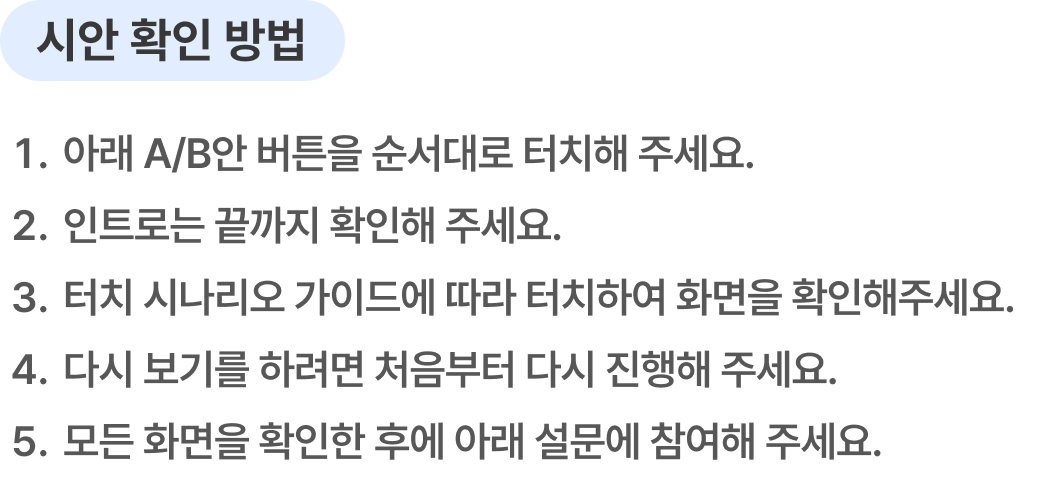 시안 확인 방법
1. 아래 A/B안 버튼을 순서대로 터치해 주세요.
2. 인트로는 끝까지 확인해 주세요.
3. 터치 시나리오 가이드에 따라 터치하여 화면을 확인해주세요.
4. 다시 보기를 하려면 처음부터 다시 진행해 주세요.
5. 모든 화면을 확인한 후에 아래 설문에 참여해 주세요.